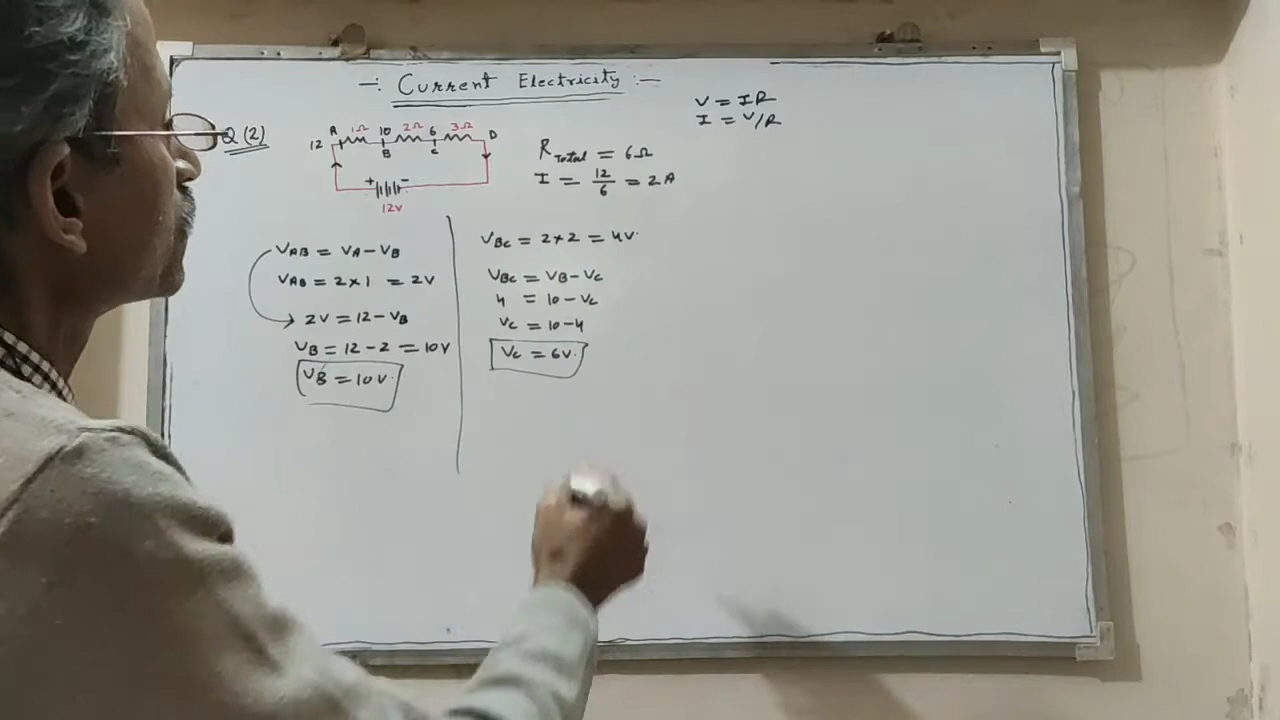 -: Current Electricity :-
V = IR
I = V/R
Q (2)
A 1Ω 10 2Ω 6 3Ω D
12 B C
+ -
12V
R Total = 6Ω
I = 12/6 = 2 A
VAB = VA - VB
VAB = 2 × 1 = 2V
2V = 12 - VB
VB = 12 - 2 = 10V
VB = 10V.
VBC = 2 × 2 = 4V.
VBC = VB - VC
4 = 10 - VC
VC = 10 - 4
VC = 6V.